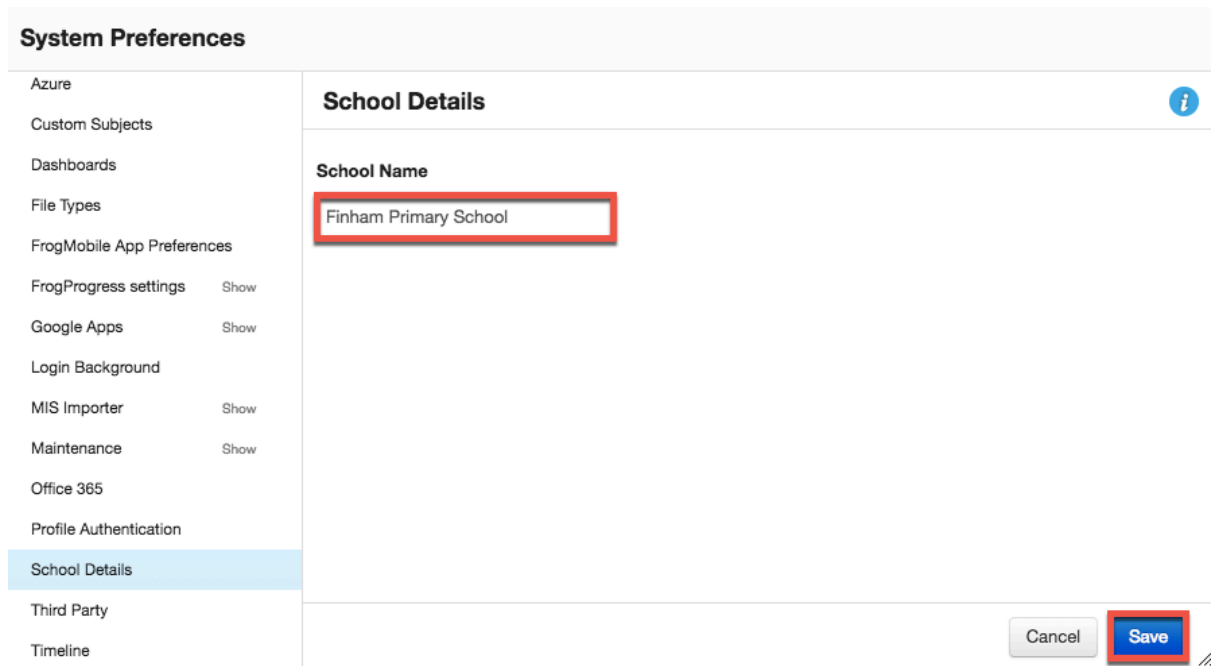 System Preferences
Azure
Custom Subjects
Dashboards
File Types
FrogMobile App Preferences
FrogProgress settings Show
Google Apps Show
Login Background
MIS Importer Show
Maintenance Show
Office 365
Profile Authentication
School Details
Third Party
Timeline
School Details i
School Name
Finham Primary School
Cancel Save